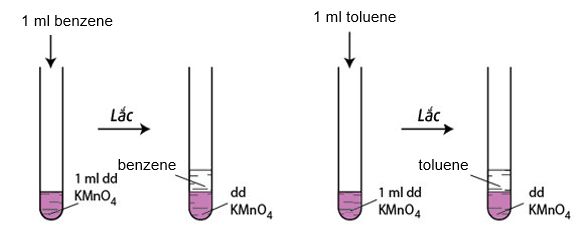 1 ml benzene
Lắc
benzene
1 ml dd
KMnO₄
dd
KMnO₄
1 ml toluene
Lắc
toluene
1 ml dd
KMnO₄
dd
KMnO₄